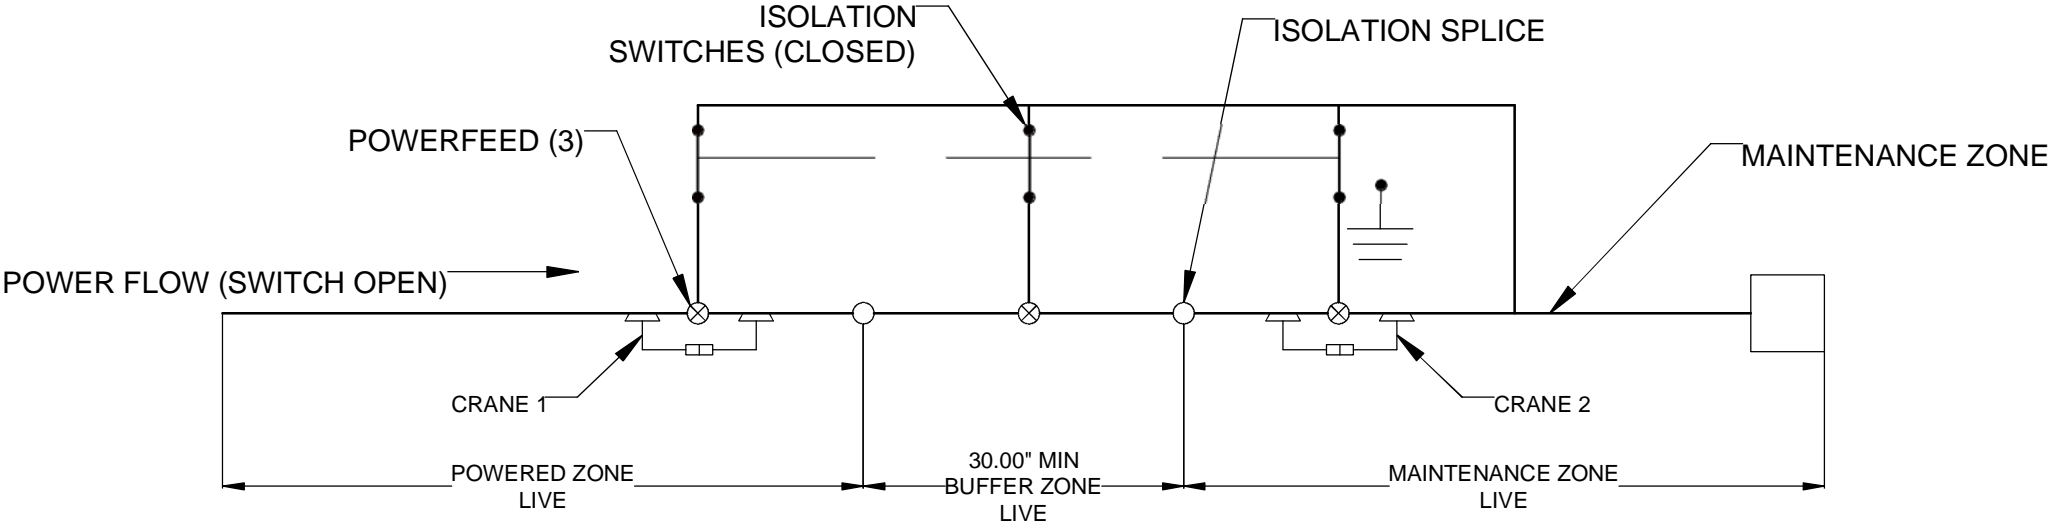 ISOLATION
SWITCHES (CLOSED)
ISOLATION SPLICE
POWERFEED (3)
MAINTENANCE ZONE
POWER FLOW (SWITCH OPEN)
CRANE 1
CRANE 2
POWERED ZONE
LIVE
30.00" MIN
BUFFER ZONE
LIVE
MAINTENANCE ZONE
LIVE